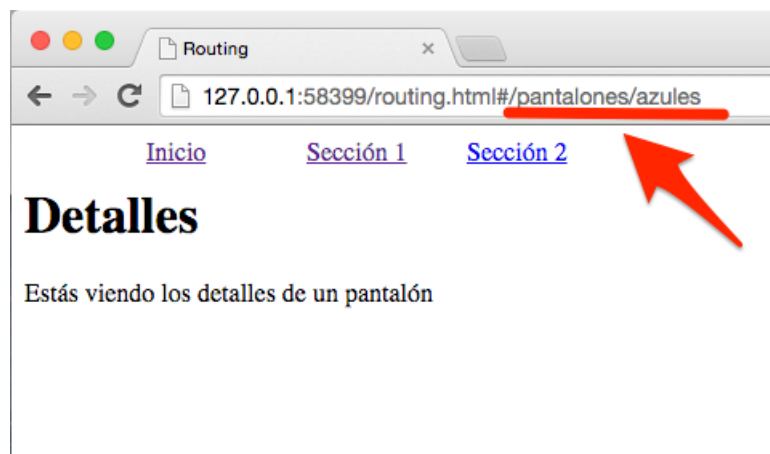 Routing
127.0.0.1:58399/routing.html#/pantalones/azules
Inicio Sección 1 Sección 2
Detalles
Estás viendo los detalles de un pantalón